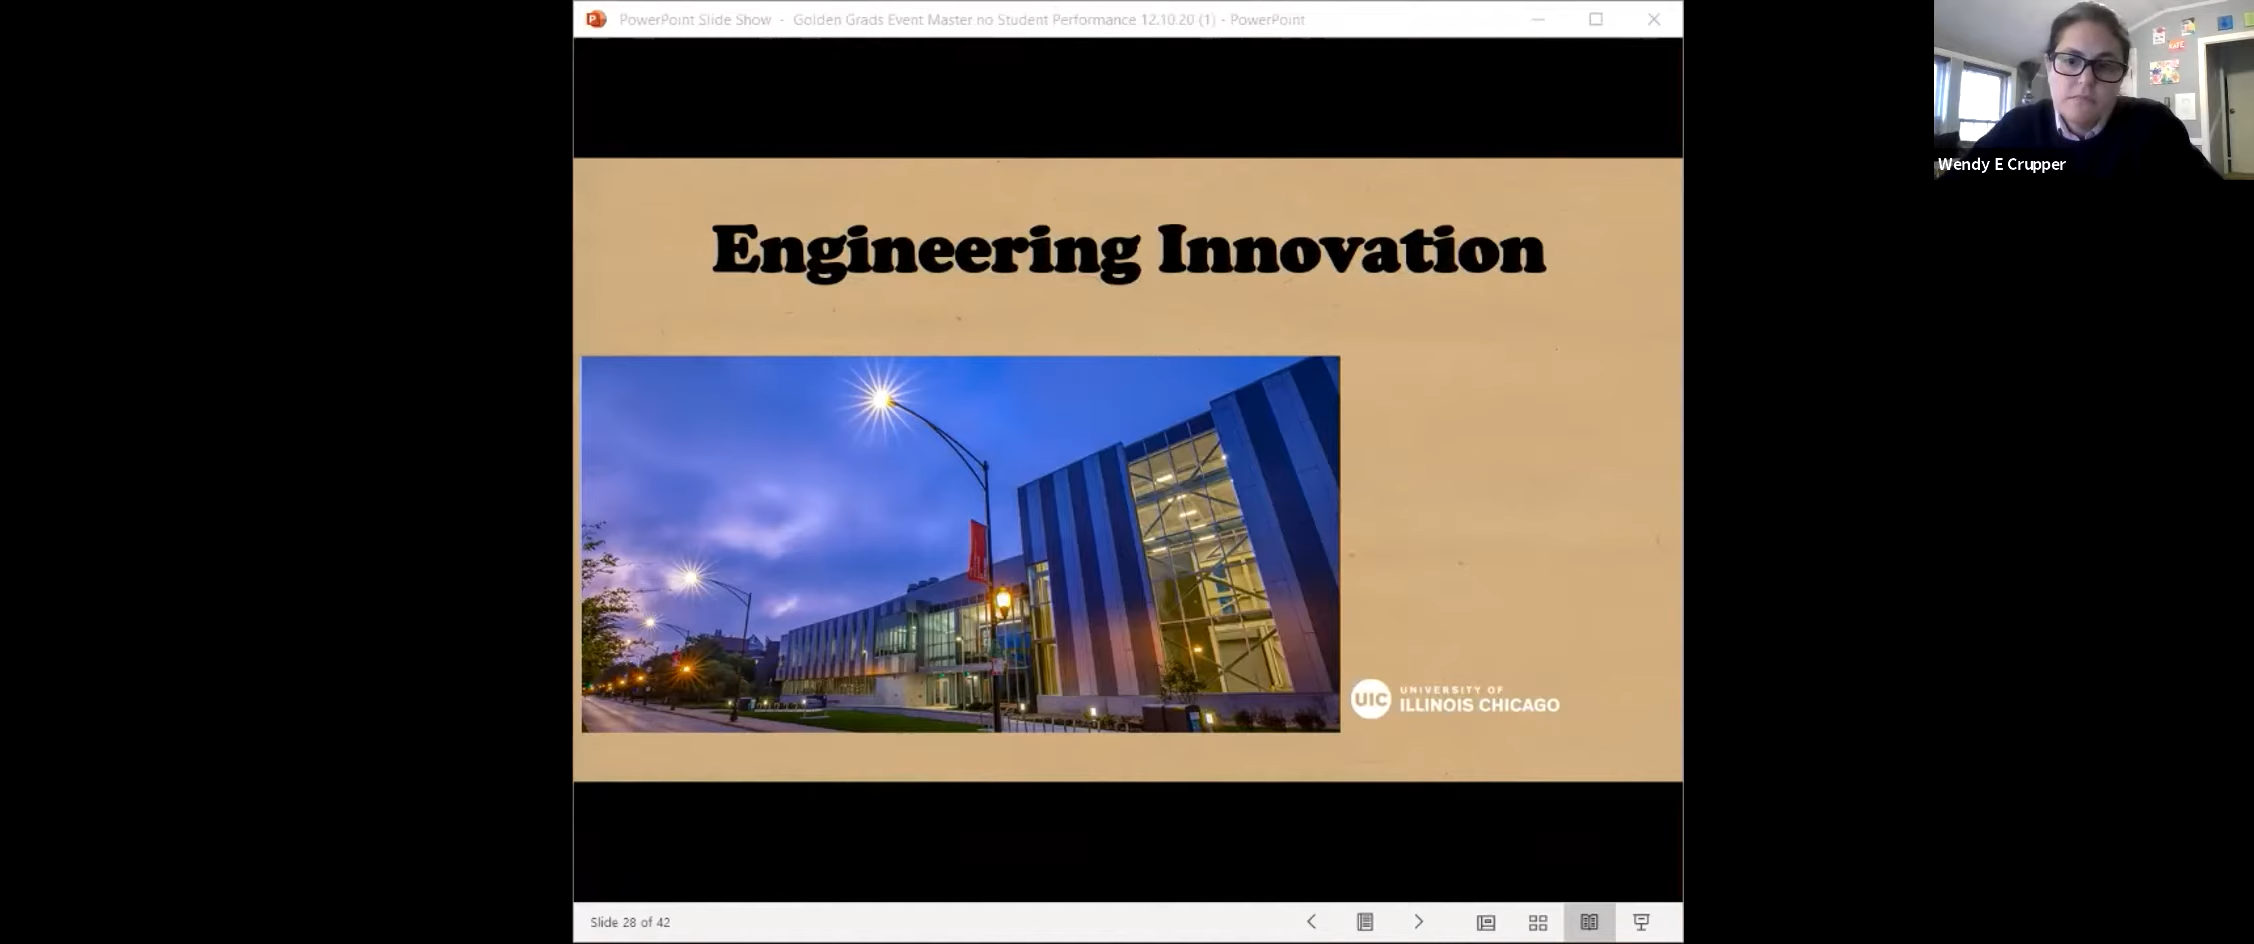 PowerPoint Slide Show - Golden Grads Event Master no Student Performance 12.10.20 (1) - PowerPoint
Wendy E Crupper
Engineering Innovation
UIC
UNIVERSITY OF
ILLINOIS CHICAGO
Slide 28 of 42